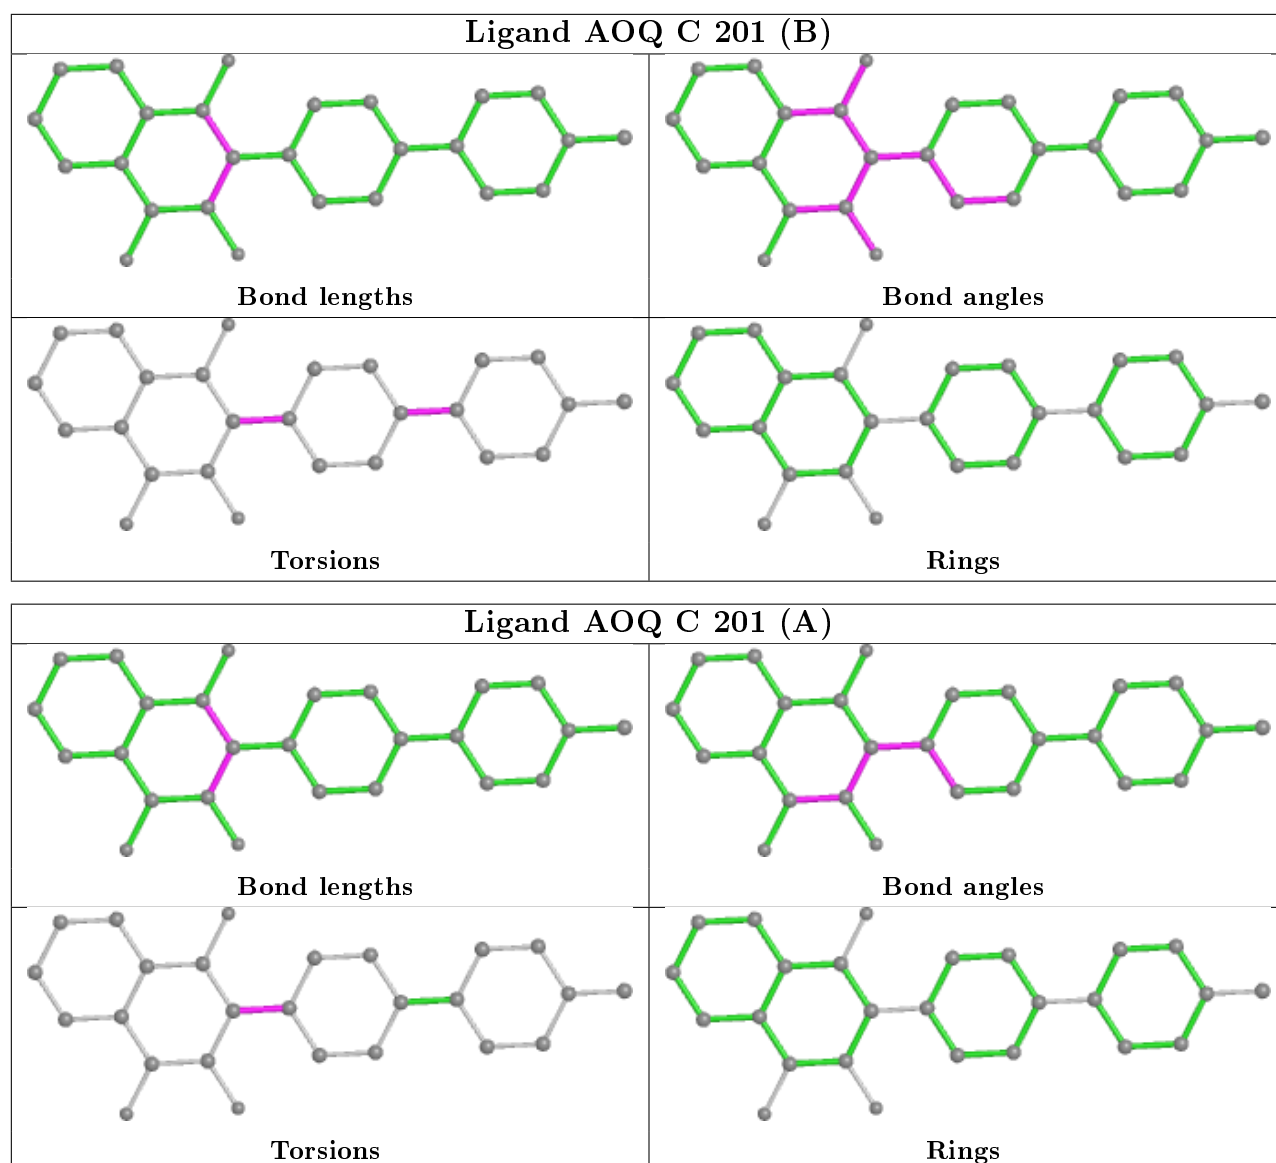 Ligand AOQ C 201 (B)
Bond lengths
Bond angles
Torsions
Rings
Ligand AOQ C 201 (A)
Bond lengths
Bond angles
Torsions
Rings